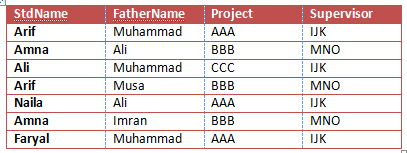 StdName FatherName Project Supervisor
Arif Muhammad AAA IJK
Amna Ali BBB MNO
Ali Muhammad CCC IJK
Arif Musa BBB MNO
Naila Ali AAA IJK
Amna Imran BBB MNO
Faryal Muhammad AAA IJK